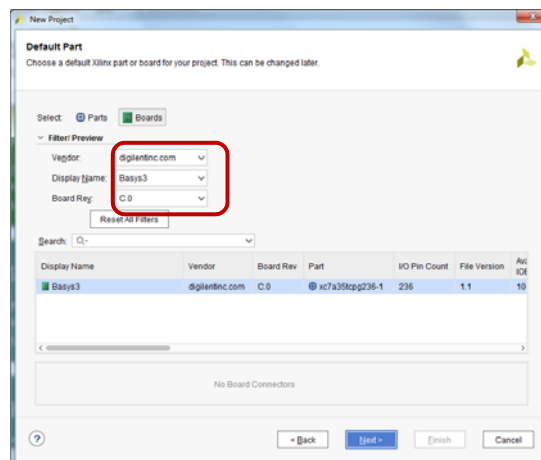 New Project
Default Part
Choose a default Xilinx part or board for your project. This can be changed later.
Select: Parts Boards
Filter/ Preview
Vendor: digilentinc.com
Display Name: Basys3
Board Rev: C.0
Reset All Filters
Search: Q-
Display Name Vendor Board Rev Part I/O Pin Count File Version
IOB
Basys3 digilentinc.com C.0 xc7a35tcpg236-1 236 1.1 10
No Board Connectors
? < Back Next > Finish Cancel